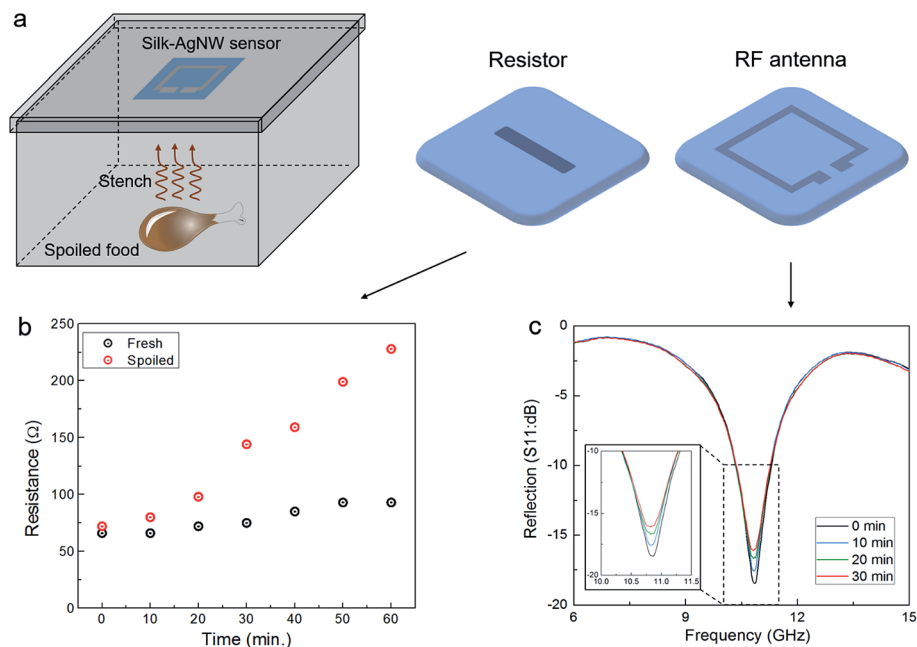 a
Silk-AgNW sensor
Stench
Spoiled food
Resistor
RF antenna
b
250
200
150
100
50
0
Resistance (Ω)
Fresh
Spoiled
0 10 20 30 40 50 60
Time (min.)
c
0
-5
-10
-15
-20
Reflection (S11:dB)
-10
-15
-20
10.0 10.5 11.0 11.5
0 min
10 min
20 min
30 min
6 9 12 15
Frequency (GHz)